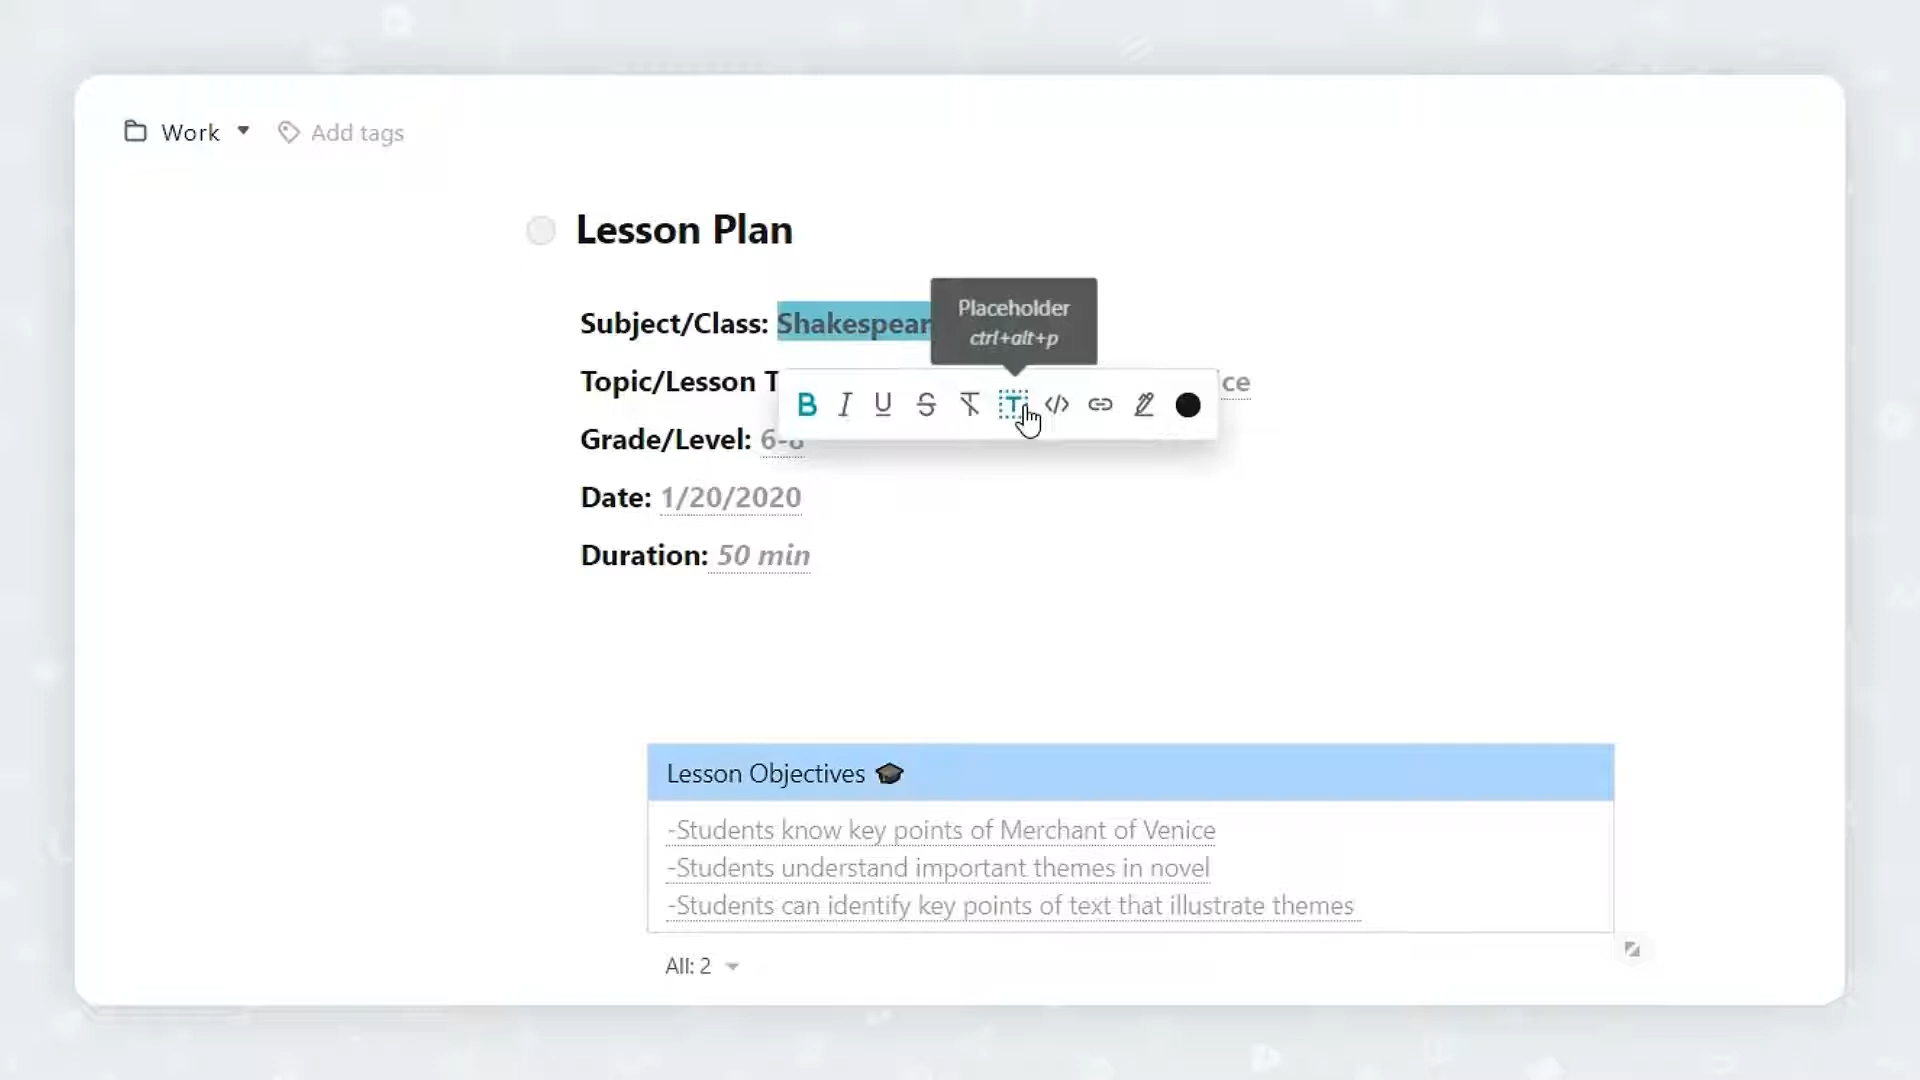 Work Add tags
Lesson Plan
Placeholder
ctrl+alt+p
Subject/Class: Shakespear
Topic/Lesson T ce
B I U S T T </>
Grade/Level: 6-8
Date: 1/20/2020
Duration: 50 min
Lesson Objectives
-Students know key points of Merchant of Venice
-Students understand important themes in novel
-Students can identify key points of text that illustrate themes
All: 2